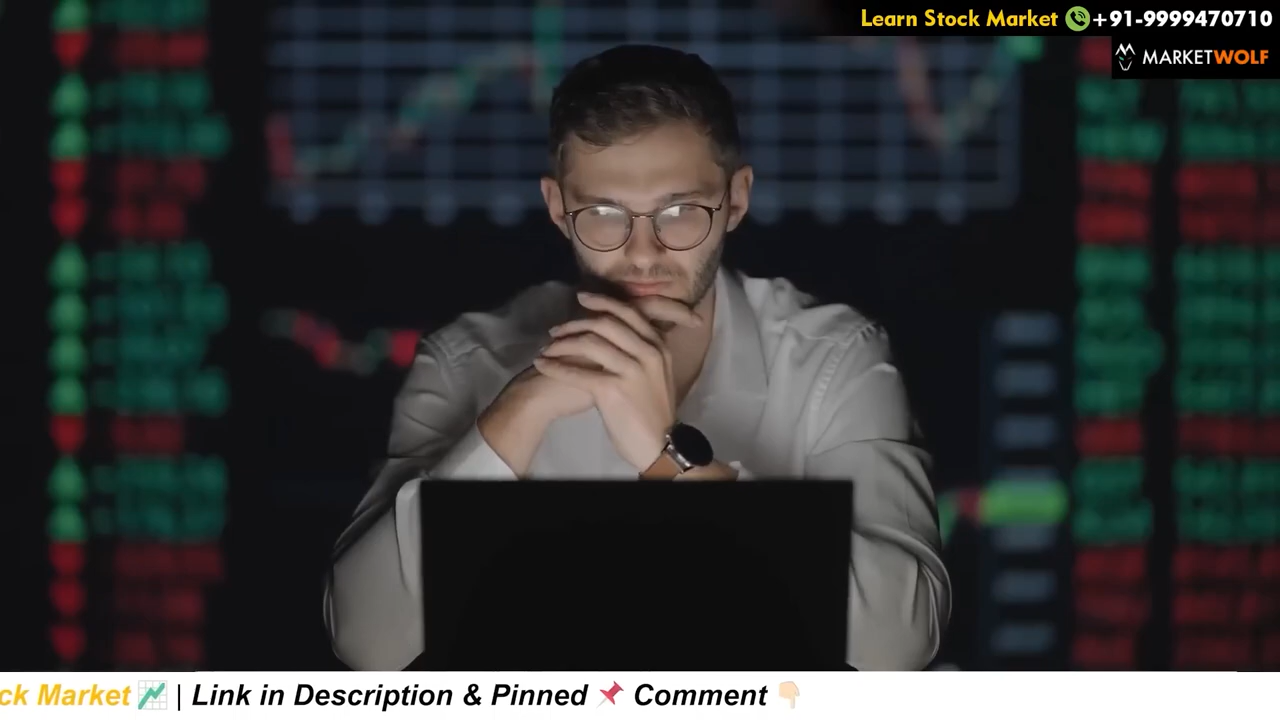 Learn Stock Market +91-9999470710
MARKETWOLF
ck Market 📈 | Link in Description & Pinned 📌 Comment 👇🏻